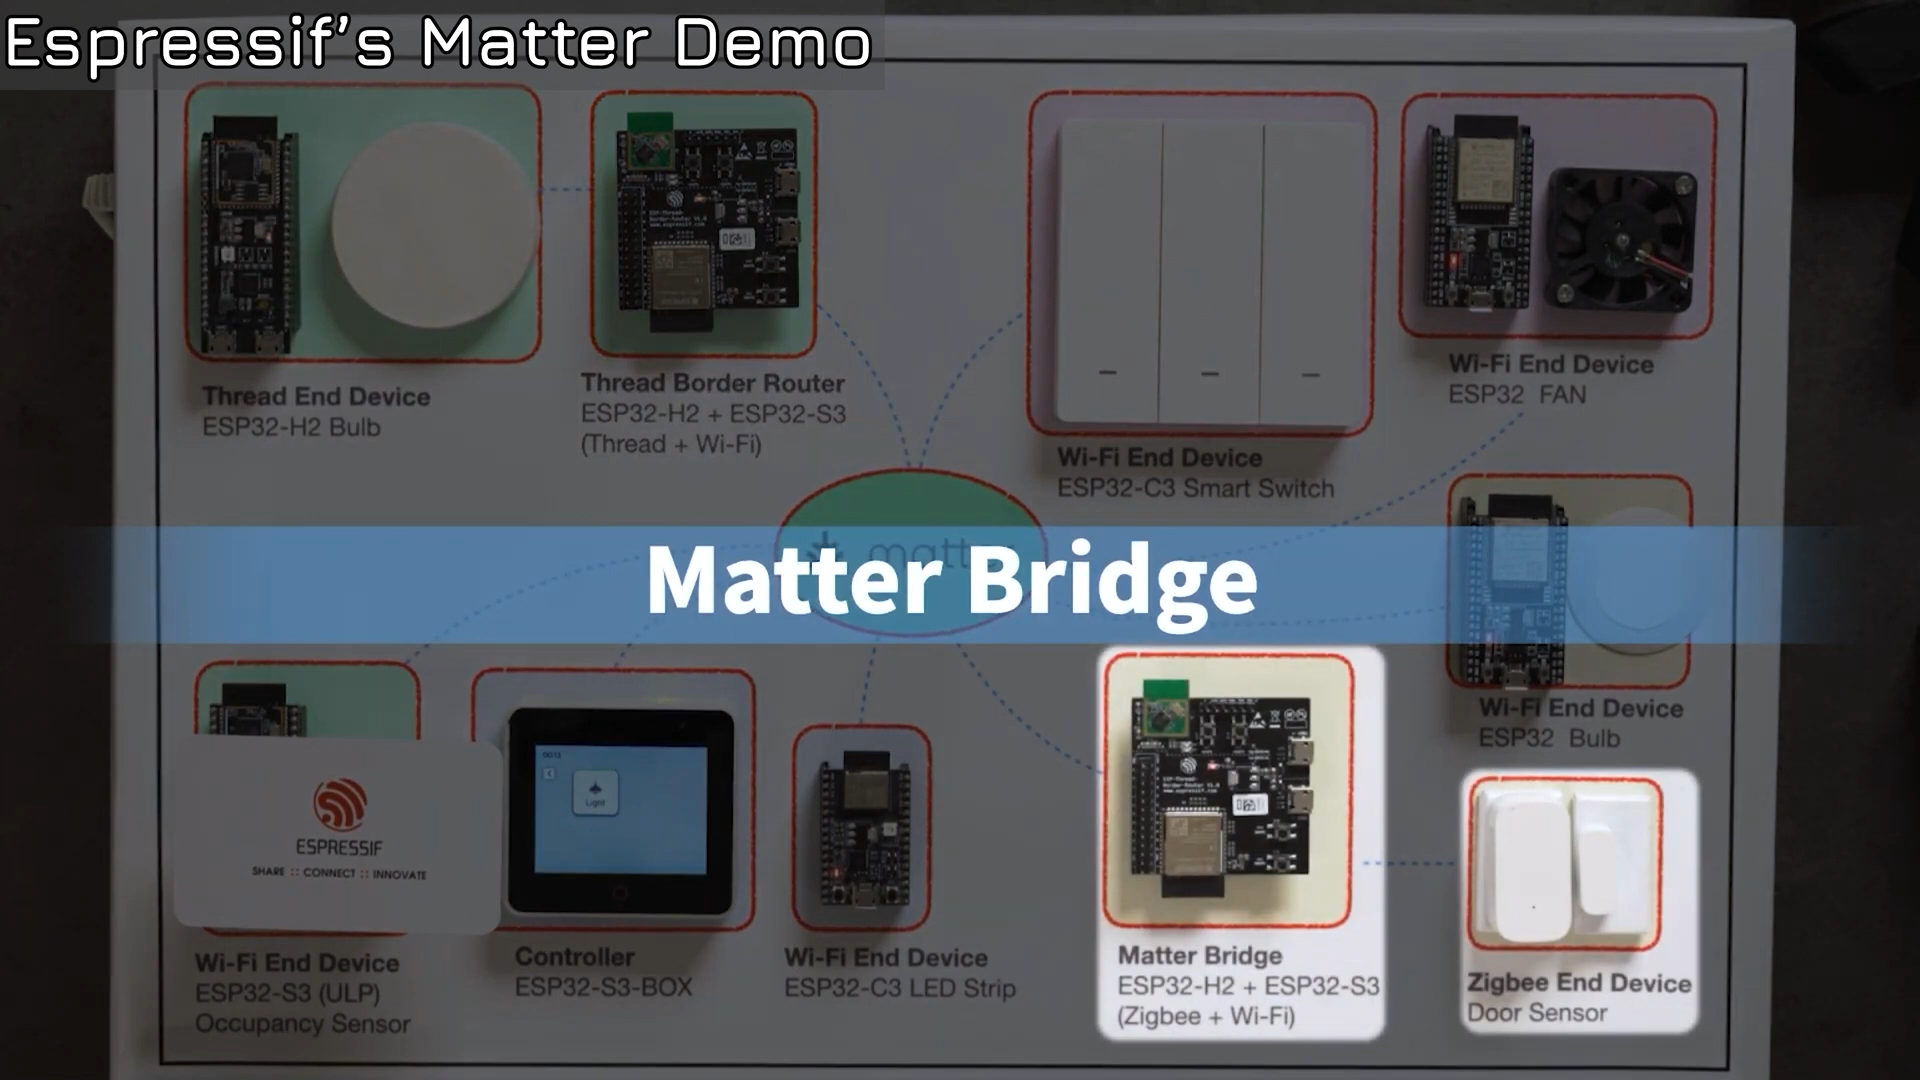 Espressif's Matter Demo
Thread End Device
ESP32-H2 Bulb
Thread Border Router
ESP32-H2 + ESP32-S3
(Thread + Wi-Fi)
Wi-Fi End Device
ESP32-C3 Smart Switch
Wi-Fi End Device
ESP32 FAN
matter
Matter Bridge
Wi-Fi End Device
ESP32 Bulb
Light
ESPRESSIF
SHARE :: CONNECT :: INNOVATE
Wi-Fi End Device
ESP32-S3 (ULP)
Occupancy Sensor
Controller
ESP32-S3-BOX
Wi-Fi End Device
ESP32-C3 LED Strip
Matter Bridge
ESP32-H2 + ESP32-S3
(Zigbee + Wi-Fi)
Zigbee End Device
Door Sensor